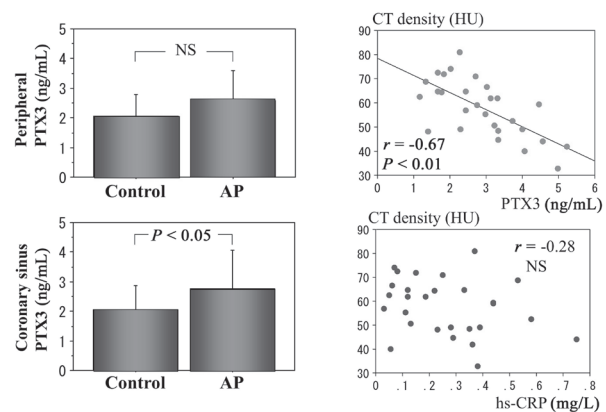 Peripheral
PTX3 (ng/mL)
5
4
3
2
1
0
NS
Control
AP
CT density (HU)
90
80
70
60
50
40
30
r = -0.67
P < 0.01
0
1
2
3
4
5
6
PTX3 (ng/mL)
Coronary sinus
PTX3 (ng/mL)
5
4
3
2
1
0
P < 0.05
Control
AP
CT density (HU)
90
80
70
60
50
40
30
r = -0.28
NS
0
.1
.2
.3
.4
.5
.6
.7
.8
hs-CRP (mg/L)